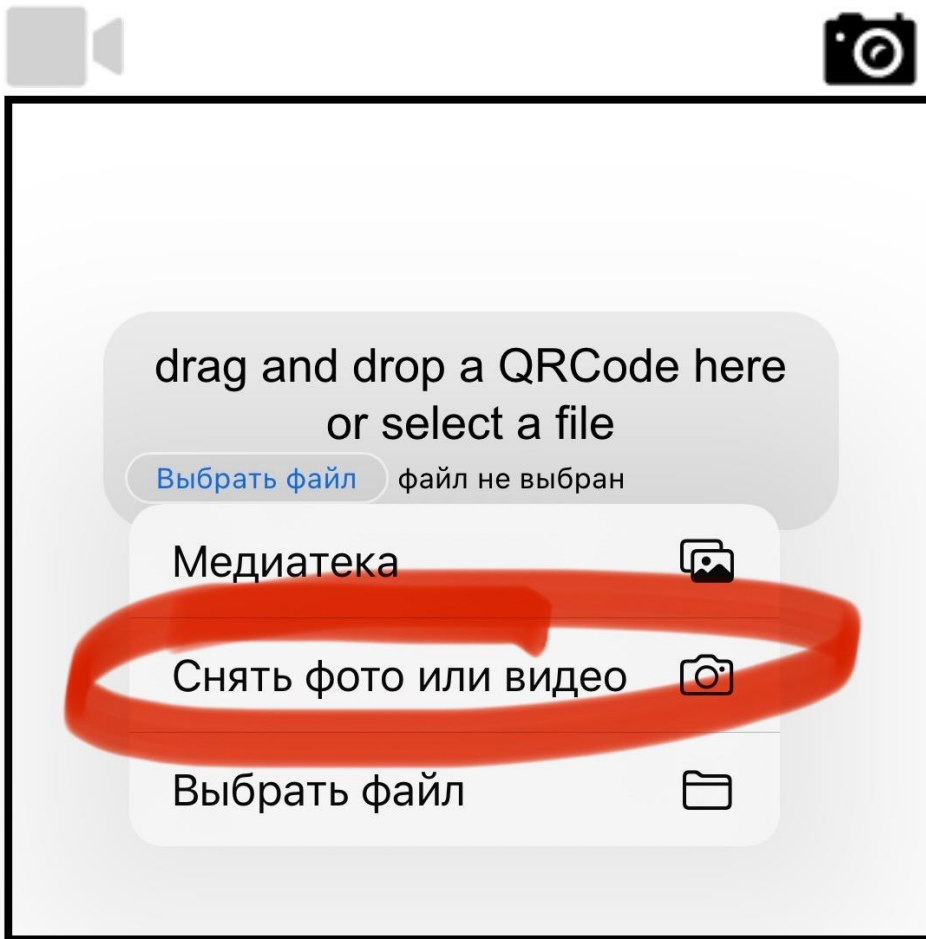 drag and drop a QRCode here
or select a file
Выбрать файл файл не выбран
Медиатека
Снять фото или видео
Выбрать файл